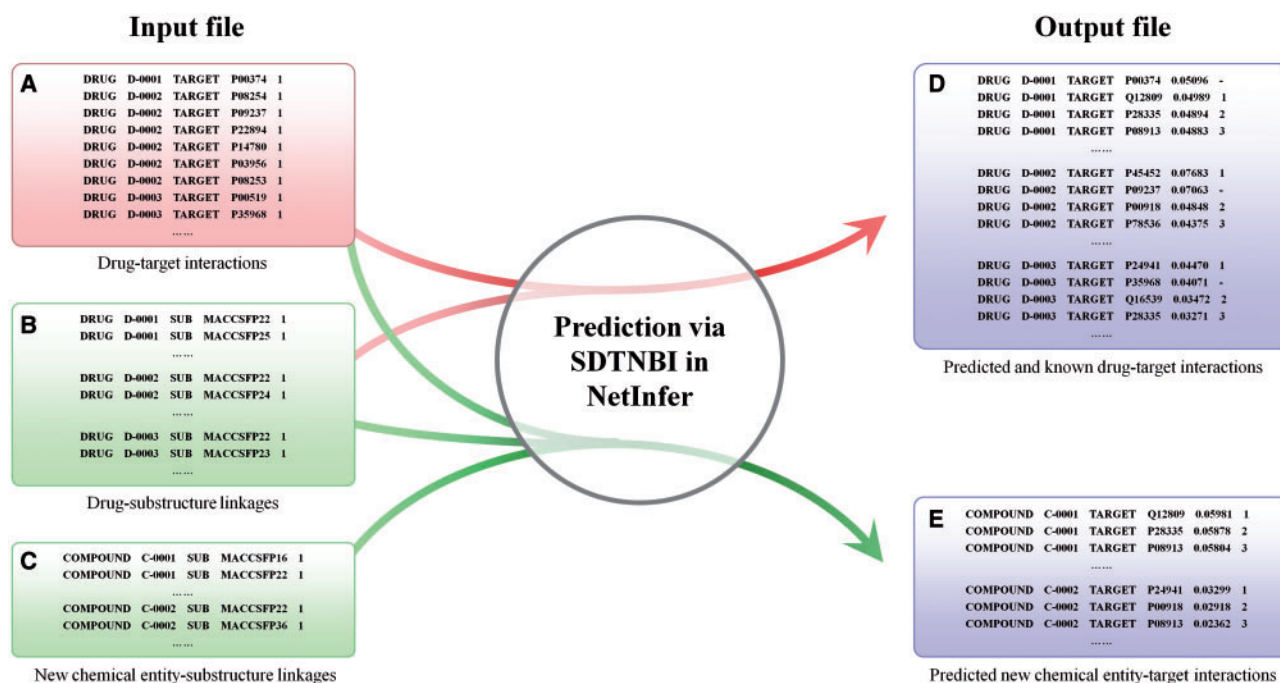 Input file
A
DRUG D-0001 TARGET P00374 1
DRUG D-0002 TARGET P08254 1
DRUG D-0002 TARGET P09237 1
DRUG D-0002 TARGET P22894 1
DRUG D-0002 TARGET P14780 1
DRUG D-0002 TARGET P03956 1
DRUG D-0002 TARGET P08253 1
DRUG D-0003 TARGET P00519 1
DRUG D-0003 TARGET P35968 1
......
Drug-target interactions
B
DRUG D-0001 SUB MACCSFP22 1
DRUG D-0001 SUB MACCSFP25 1
......
DRUG D-0002 SUB MACCSFP22 1
DRUG D-0002 SUB MACCSFP24 1
......
DRUG D-0003 SUB MACCSFP22 1
DRUG D-0003 SUB MACCSFP23 1
......
Drug-substructure linkages
C
COMPOUND C-0001 SUB MACCSFP16 1
COMPOUND C-0001 SUB MACCSFP22 1
......
COMPOUND C-0002 SUB MACCSFP22 1
COMPOUND C-0002 SUB MACCSFP36 1
......
New chemical entity-substructure linkages
Prediction via
SDTNBI in
NetInfer
Output file
D
DRUG D-0001 TARGET P00374 0.05096 -
DRUG D-0001 TARGET Q12809 0.04989 1
DRUG D-0001 TARGET P28335 0.04894 2
DRUG D-0001 TARGET P08913 0.04883 3
......
DRUG D-0002 TARGET P45452 0.07683 1
DRUG D-0002 TARGET P09237 0.07063 -
DRUG D-0002 TARGET P00918 0.04848 2
DRUG D-0002 TARGET P78536 0.04375 3
......
DRUG D-0003 TARGET P24941 0.04470 1
DRUG D-0003 TARGET P35968 0.04071 -
DRUG D-0003 TARGET Q16539 0.03472 2
DRUG D-0003 TARGET P28335 0.03271 3
......
Predicted and known drug-target interactions
E
COMPOUND C-0001 TARGET Q12809 0.05981 1
COMPOUND C-0001 TARGET P28335 0.05878 2
COMPOUND C-0001 TARGET P08913 0.05804 3
......
COMPOUND C-0002 TARGET P24941 0.03299 1
COMPOUND C-0002 TARGET P00918 0.02918 2
COMPOUND C-0002 TARGET P08913 0.02362 3
......
Predicted new chemical entity-target interactions